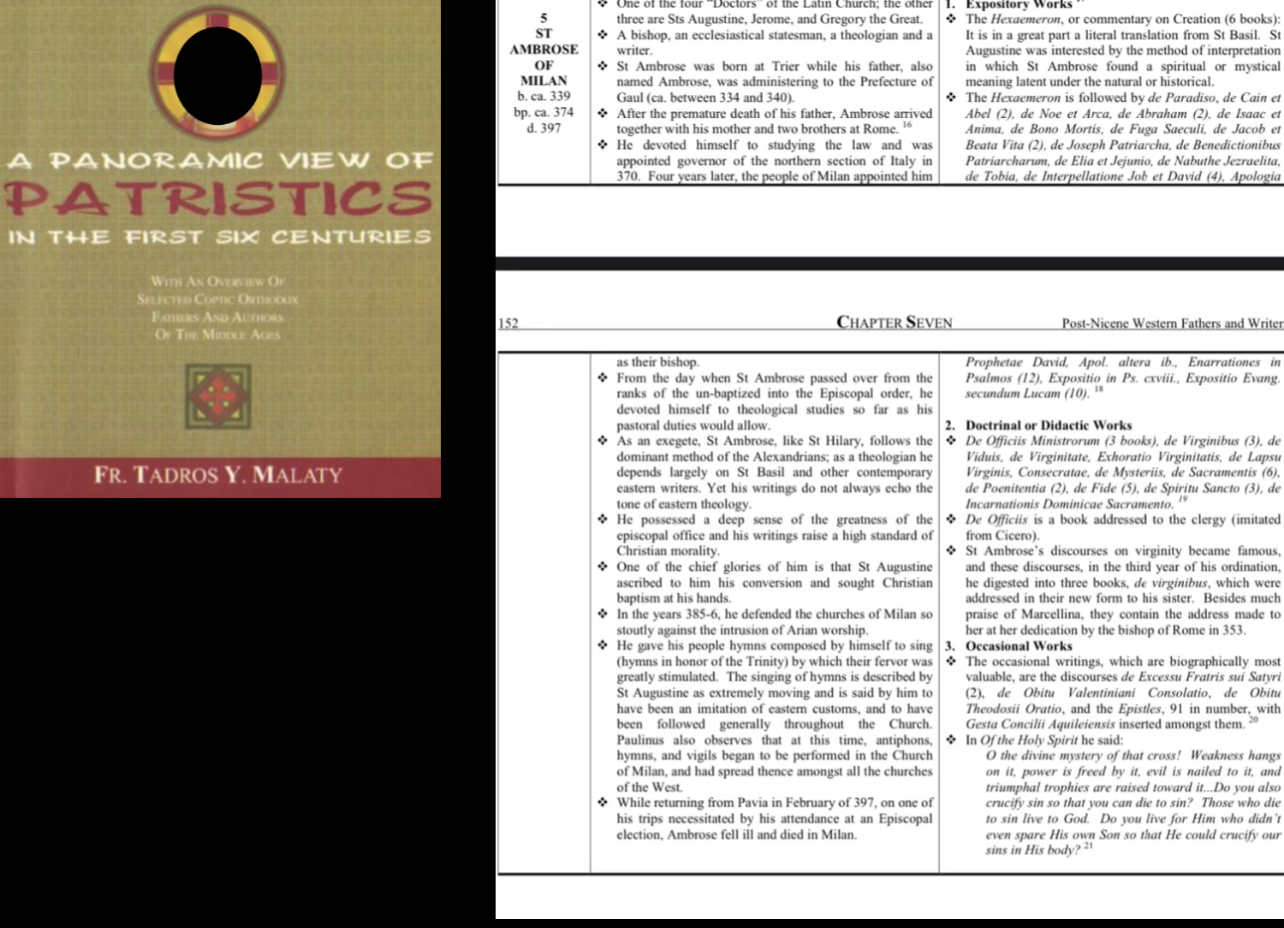 A PANORAMIC VIEW OF
PATRISTICS
IN THE FIRST SIX CENTURIES
WITH AN OVERVIEW OF
SELECTED COPTIC ORTHODOX
FATHERS AND AUTHORS
OF THE MIDDLE AGES
FR. TADROS Y. MALATY
5
ST
AMBROSE
OF
MILAN
b. ca. 339
bp. ca. 374
d. 397
❖ One of the four "Doctors" of the Latin Church; the other
three are Sts Augustine, Jerome, and Gregory the Great.
❖ A bishop, an ecclesiastical statesman, a theologian and a
writer.
❖ St Ambrose was born at Trier while his father, also
named Ambrose, was administering to the Prefecture of
Gaul (ca. between 334 and 340).
❖ After the premature death of his father, Ambrose arrived
together with his mother and two brothers at Rome. 16
❖ He devoted himself to studying the law and was
appointed governor of the northern section of Italy in
370. Four years later, the people of Milan appointed him
1. Expository Works
❖ The Hexaemeron, or commentary on Creation (6 books):
It is in a great part a literal translation from St Basil. St
Augustine was interested by the method of interpretation
in which St Ambrose found a spiritual or mystical
meaning latent under the natural or historical.
❖ The Hexaemeron is followed by de Paradiso, de Cain et
Abel (2), de Noe et Arca, de Abraham (2), de Isaac et
Anima, de Bono Mortis, de Fuga Saeculi, de Jacob et
Beata Vita (2), de Joseph Patriarcha, de Benedictionibus
Patriarcharum, de Elia et Jejunio, de Nabuthe Jezraelita,
de Tobia, de Interpellatione Job et David (4), Apologia
152 CHAPTER SEVEN Post-Nicene Western Fathers and Writer
as their bishop.
❖ From the day when St Ambrose passed over from the
ranks of the un-baptized into the Episcopal order, he
devoted himself to theological studies so far as his
pastoral duties would allow.
❖ As an exegete, St Ambrose, like St Hilary, follows the
dominant method of the Alexandrians; as a theologian he
depends largely on St Basil and other contemporary
eastern writers. Yet his writings do not always echo the
tone of eastern theology.
❖ He possessed a deep sense of the greatness of the
episcopal office and his writings raise a high standard of
Christian morality.
❖ One of the chief glories of him is that St Augustine
ascribed to him his conversion and sought Christian
baptism at his hands.
❖ In the years 385-6, he defended the churches of Milan so
stoutly against the intrusion of Arian worship.
❖ He gave his people hymns composed by himself to sing
(hymns in honor of the Trinity) by which their fervor was
greatly stimulated. The singing of hymns is described by
St Augustine as extremely moving and is said by him to
have been an imitation of eastern customs, and to have
been followed generally throughout the Church.
Paulinus also observes that at this time, antiphons,
hymns, and vigils began to be performed in the Church
of Milan, and had spread thence amongst all the churches
of the West.
❖ While returning from Pavia in February of 397, on one of
his trips necessitated by his attendance at an Episcopal
election, Ambrose fell ill and died in Milan.
Prophetae David, Apol. altera ib., Enarrationes in
Psalmos (12), Expositio in Ps. cxviii., Expositio Evang.
secundum Lucam (10). 18
2. Doctrinal or Didactic Works
❖ De Officiis Ministrorum (3 books), de Virginibus (3), de
Viduis, de Virginitate, Exhoratio Virginitatis, de Lapsu
Virginis, Consecratae, de Mysteriis, de Sacramentis (6),
de Poenitentia (2), de Fide (5), de Spiritu Sancto (3), de
Incarnationis Dominicae Sacramento. 19
❖ De Officiis is a book addressed to the clergy (imitated
from Cicero).
❖ St Ambrose's discourses on virginity became famous,
and these discourses, in the third year of his ordination,
he digested into three books, de virginibus, which were
addressed in their new form to his sister. Besides much
praise of Marcellina, they contain the address made to
her at her dedication by the bishop of Rome in 353.
3. Occasional Works
❖ The occasional writings, which are biographically most
valuable, are the discourses de Excessu Fratris sui Satyri
(2), de Obitu Valentiniani Consolatio, de Obitu
Theodosii Oratio, and the Epistles, 91 in number, with
Gesta Concilii Aquileiensis inserted amongst them. 20
❖ In Of the Holy Spirit he said:
O the divine mystery of that cross! Weakness hangs
on it, power is freed by it, evil is nailed to it, and
triumphal trophies are raised toward it...Do you also
crucify sin so that you can die to sin? Those who die
to sin live to God. Do you live for Him who didn't
even spare His own Son so that He could crucify our
sins in His body? 21